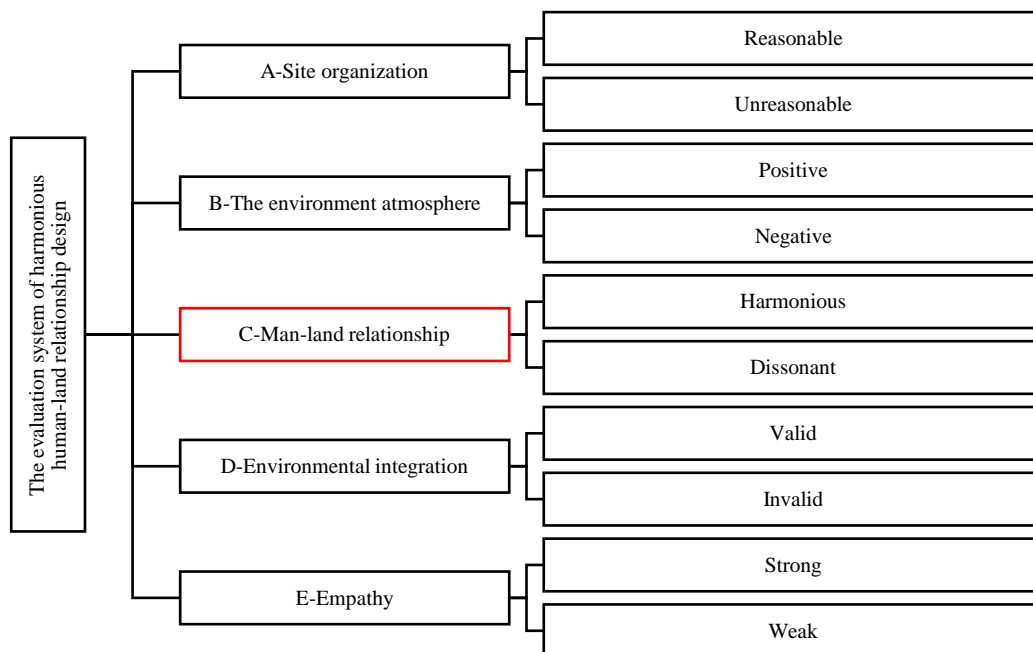 The evaluation system of harmonious
human-land relationship design
A-Site organization
Reasonable
Unreasonable
B-The environment atmosphere
Positive
Negative
C-Man-land relationship
Harmonious
Dissonant
D-Environmental integration
Valid
Invalid
E-Empathy
Strong
Weak